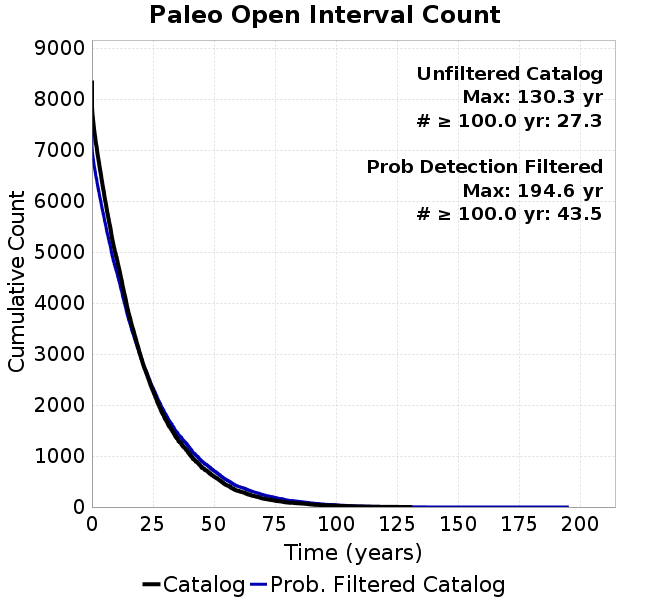 Paleo Open Interval Count
Unfiltered Catalog
Max: 130.3 yr
# ≥ 100.0 yr: 27.3
Prob Detection Filtered
Max: 194.6 yr
# ≥ 100.0 yr: 43.5
Cumulative Count
9000
8000
7000
6000
5000
4000
3000
2000
1000
0
0 25 50 75 100 125 150 175 200
Time (years)
Catalog Prob. Filtered Catalog